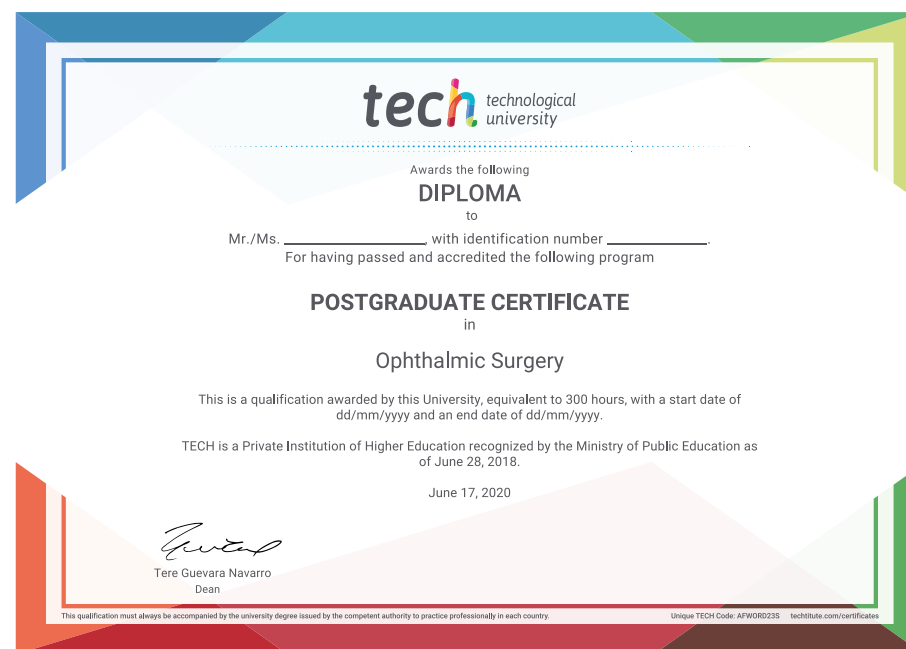 tech technological
university
Awards the following
DIPLOMA
to
Mr./Ms. ____________________, with identification number ______________.
For having passed and accredited the following program
POSTGRADUATE CERTIFICATE
in
Ophthalmic Surgery
This is a qualification awarded by this University, equivalent to 300 hours, with a start date of
dd/mm/yyyy and an end date of dd/mm/yyyy.
TECH is a Private Institution of Higher Education recognized by the Ministry of Public Education as
of June 28, 2018.
June 17, 2020
Tere Guevara Navarro
Dean
This qualification must always be accompanied by the university degree issued by the competent authority to practice professionally in each country.
Unique TECH Code: AFWORD23S techtitute.com/certificates